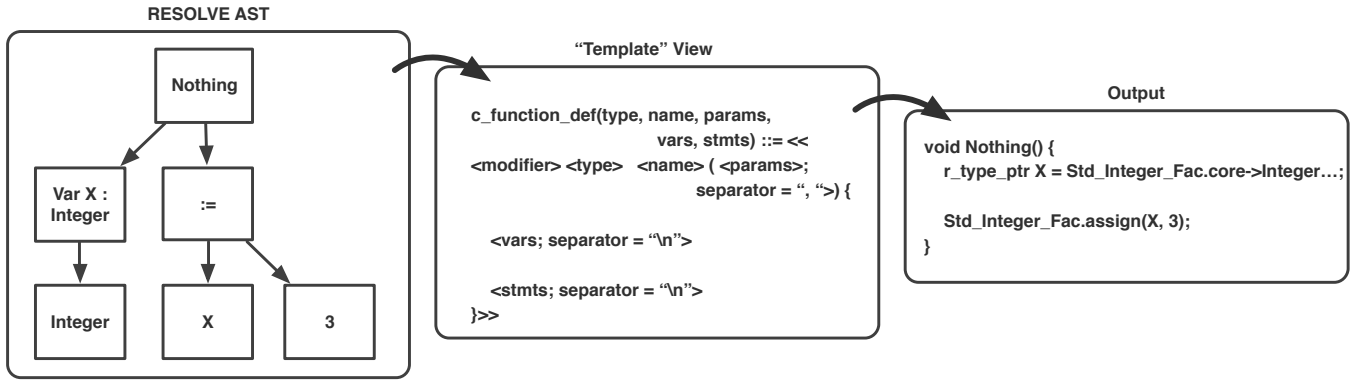 RESOLVE AST
Nothing
Var X :
Integer
:=
Integer
X
3
“Template” View
c_function_def(type, name, params,
vars, stmts) ::= <<
<modifier> <type> <name> ( <params>;
separator = “, “>) {
<vars; separator = “\n”>
<stmts; separator = “\n”>
}>>
Output
void Nothing() {
r_type_ptr X = Std_Integer_Fac.core->Integer…;
Std_Integer_Fac.assign(X, 3);
}